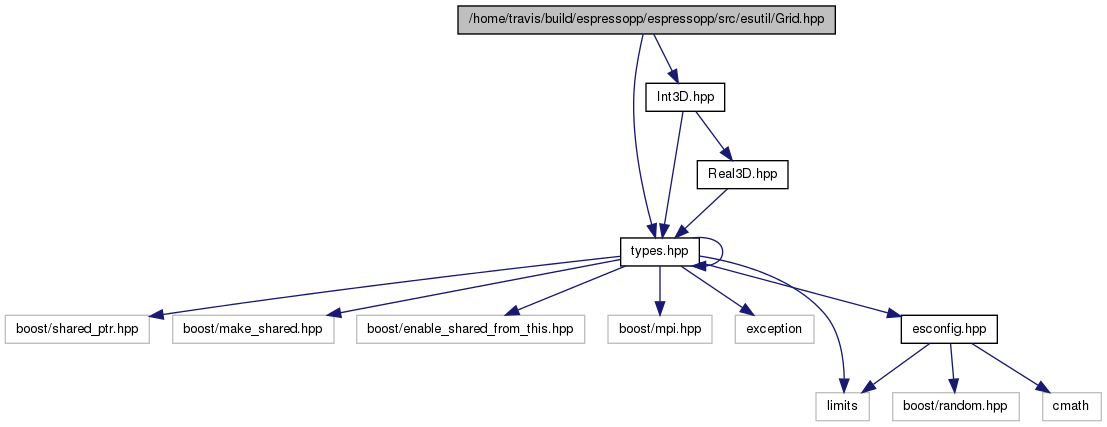 /home/travis/build/espressopp/espressopp/src/esutil/Grid.hpp
Int3D.hpp
Real3D.hpp
types.hpp
boost/shared_ptr.hpp
boost/make_shared.hpp
boost/enable_shared_from_this.hpp
boost/mpi.hpp
exception
esconfig.hpp
limits
boost/random.hpp
cmath